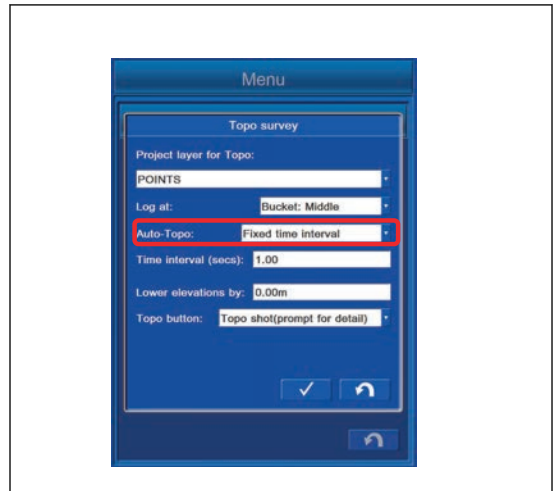 Menu
Topo survey
Project layer for Topo:
POINTS
Log at: Bucket: Middle
Auto-Topo: Fixed time interval
Time interval (secs): 1.00
Lower elevations by: 0.00m
Topo button: Topo shot(prompt for detail)